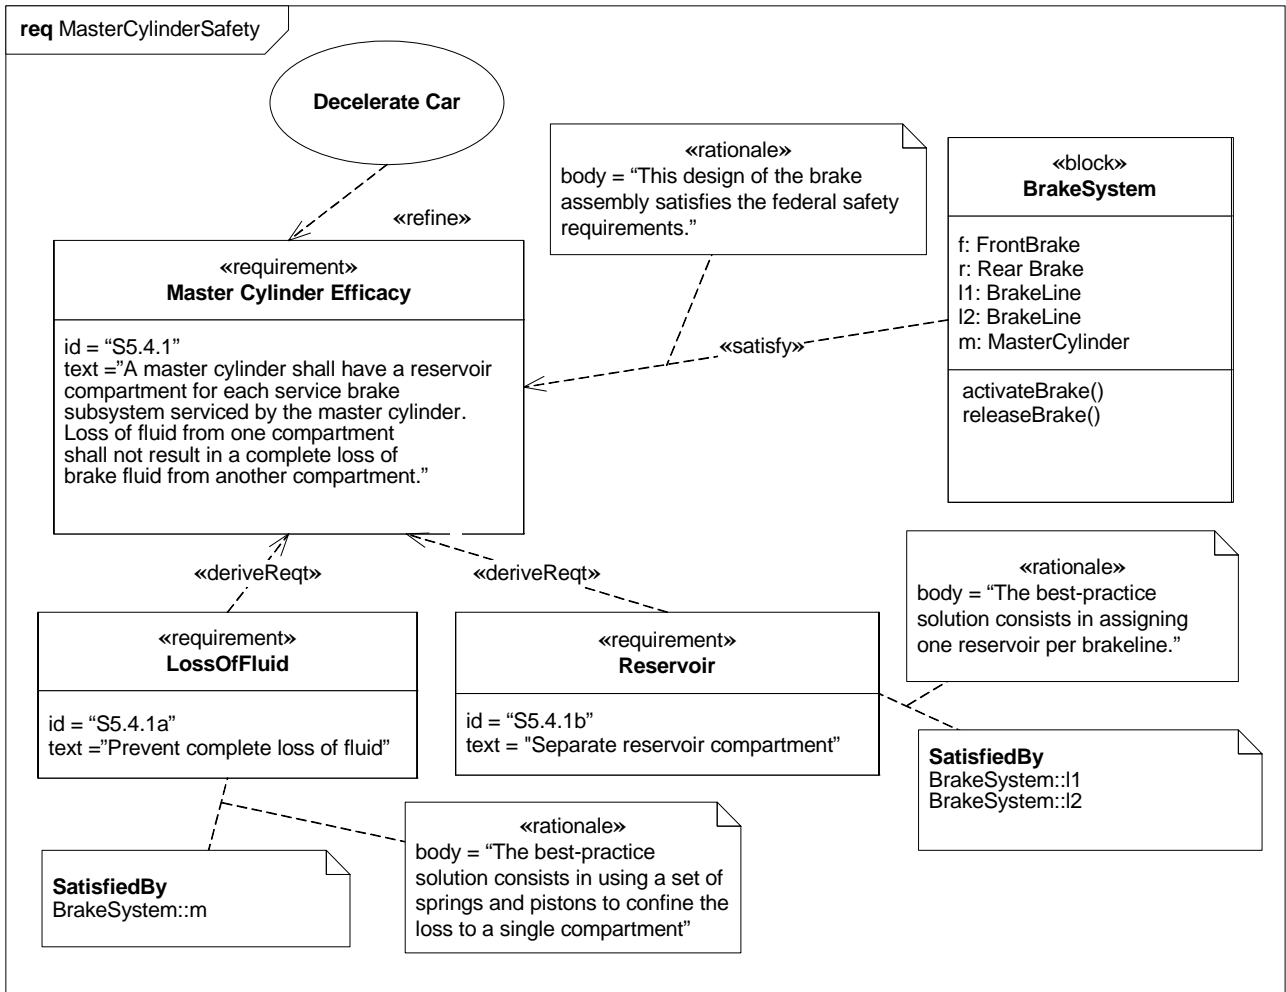 req MasterCylinderSafety
Decelerate Car
«refine»
«rationale»
body = “This design of the brake
assembly satisfies the federal safety
requirements.”
«block»
BrakeSystem
f: FrontBrake
r: Rear Brake
l1: BrakeLine
l2: BrakeLine
m: MasterCylinder
activateBrake()
releaseBrake()
«requirement»
Master Cylinder Efficacy
id = “S5.4.1”
text =”A master cylinder shall have a reservoir
compartment for each service brake
subsystem serviced by the master cylinder.
Loss of fluid from one compartment
shall not result in a complete loss of
brake fluid from another compartment.”
«satisfy»
«deriveReqt»
«deriveReqt»
«requirement»
LossOfFluid
id = “S5.4.1a”
text =”Prevent complete loss of fluid”
«requirement»
Reservoir
id = “S5.4.1b”
text = "Separate reservoir compartment”
«rationale»
body = “The best-practice
solution consists in assigning
one reservoir per brakeline.”
SatisfiedBy
BrakeSystem::l1
BrakeSystem::l2
«rationale»
body = “The best-practice
solution consists in using a set of
springs and pistons to confine the
loss to a single compartment”
SatisfiedBy
BrakeSystem::m